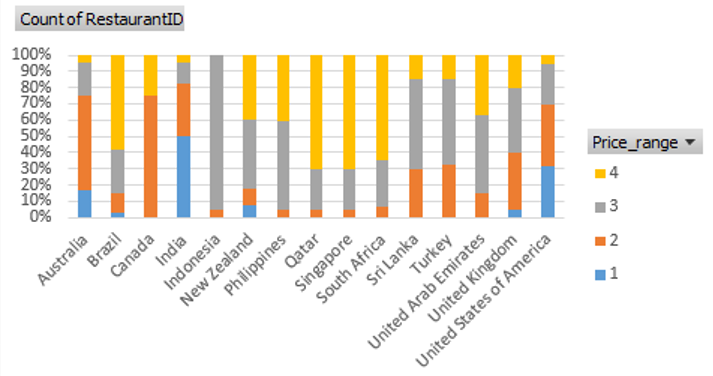 Count of RestaurantID
100%
90%
80%
70%
60%
50%
40%
30%
20%
10%
0%
Australia
Brazil
Canada
India
Indonesia
New Zealand
Philippines
Qatar
Singapore
South Africa
Sri Lanka
Turkey
United Arab Emirates
United Kingdom
United States of America
Price_range
4
3
2
1